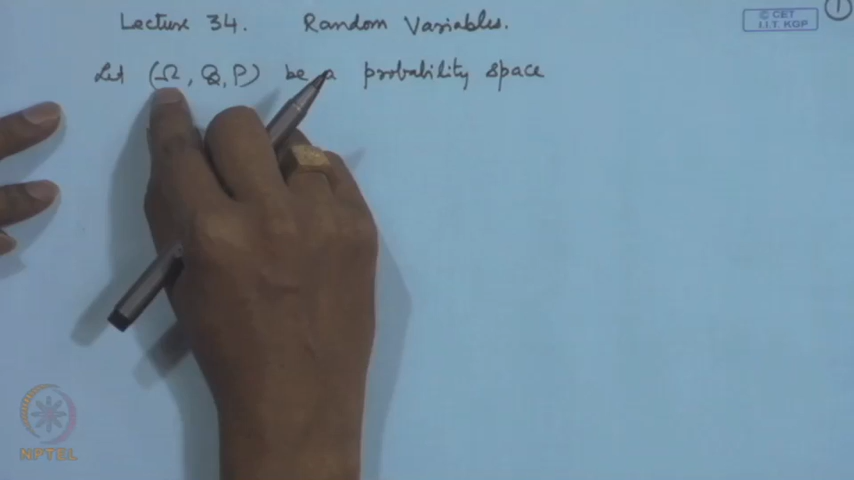 Lecture 34. Random Variables.
© CET
I.I.T. KGP
1
Let (Ω, Q, P) be a probability space
NPTEL